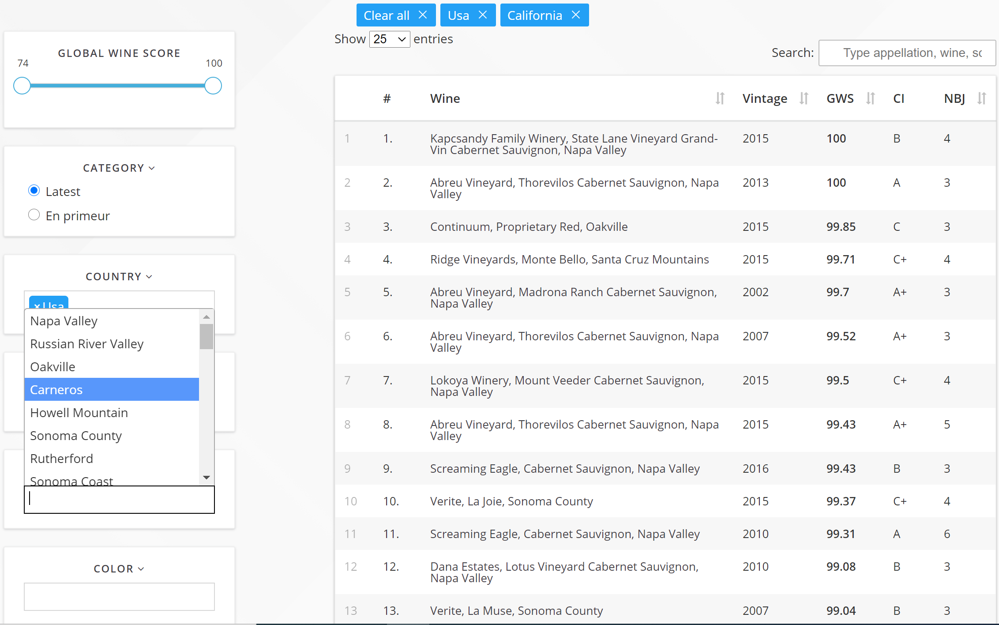 Clear all ×
Usa ×
California ×
Show 25 entries
Search: Type appellation, wine, sc
GLOBAL WINE SCORE
74 100
CATEGORY
Latest
En primeur
COUNTRY
×Usa
Napa Valley
Russian River Valley
Oakville
Carneros
Howell Mountain
Sonoma County
Rutherford
Sonoma Coast
COLOR
# Wine Vintage GWS CI NBJ
1 1. Kapcsandy Family Winery, State Lane Vineyard Grand- 2015 100 B 4
Vin Cabernet Sauvignon, Napa Valley
2 2. Abreu Vineyard, Thorevilos Cabernet Sauvignon, Napa 2013 100 A 3
Valley
3 3. Continuum, Proprietary Red, Oakville 2015 99.85 C 3
4 4. Ridge Vineyards, Monte Bello, Santa Cruz Mountains 2015 99.71 C+ 4
5 5. Abreu Vineyard, Madrona Ranch Cabernet Sauvignon, 2002 99.7 A+ 3
Napa Valley
6 6. Abreu Vineyard, Thorevilos Cabernet Sauvignon, Napa 2007 99.52 A+ 3
Valley
7 7. Lokoya Winery, Mount Veeder Cabernet Sauvignon, 2015 99.5 C+ 4
Napa Valley
8 8. Abreu Vineyard, Thorevilos Cabernet Sauvignon, Napa 2015 99.43 A+ 5
Valley
9 9. Screaming Eagle, Cabernet Sauvignon, Napa Valley 2016 99.43 B 3
10 10. Verite, La Joie, Sonoma County 2015 99.37 C+ 4
11 11. Screaming Eagle, Cabernet Sauvignon, Napa Valley 2010 99.31 A 6
12 12. Dana Estates, Lotus Vineyard Cabernet Sauvignon, 2010 99.08 B 3
Napa Valley
13 13. Verite, La Muse, Sonoma County 2007 99.04 B 3